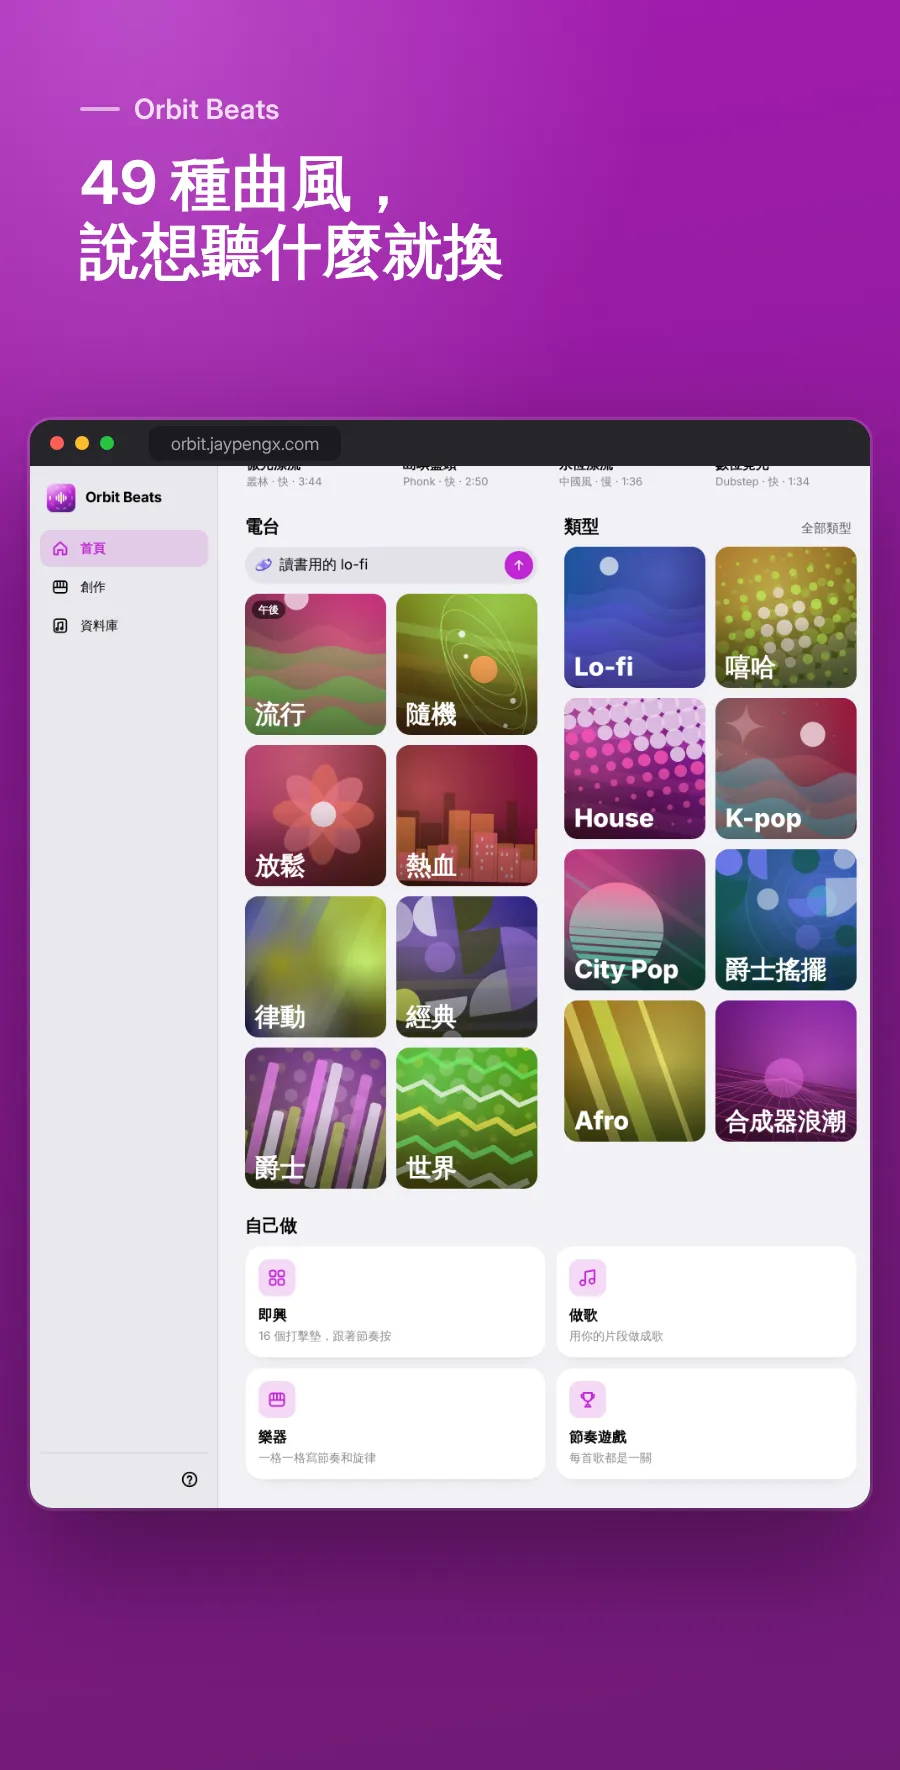 Orbit Beats
49 種曲風，
說想聽什麼就換
orbit.jaypengx.com
Orbit Beats
首頁
創作
資料庫
叢林 · 快 · 3:44
Phonk · 快 · 2:50
中國風 · 慢 · 1:36
Dubstep · 快 · 1:34
電台
讀書用的 lo-fi
午後
流行
隨機
放鬆
熱血
律動
經典
爵士
世界
類型
全部類型
Lo-fi
嘻哈
House
K-pop
City Pop
爵士搖擺
Afro
合成器浪潮
自己做
即興
16 個打擊墊，跟著節奏按
做歌
用你的片段做成歌
樂器
一格一格寫節奏和旋律
節奏遊戲
每首歌都是一關